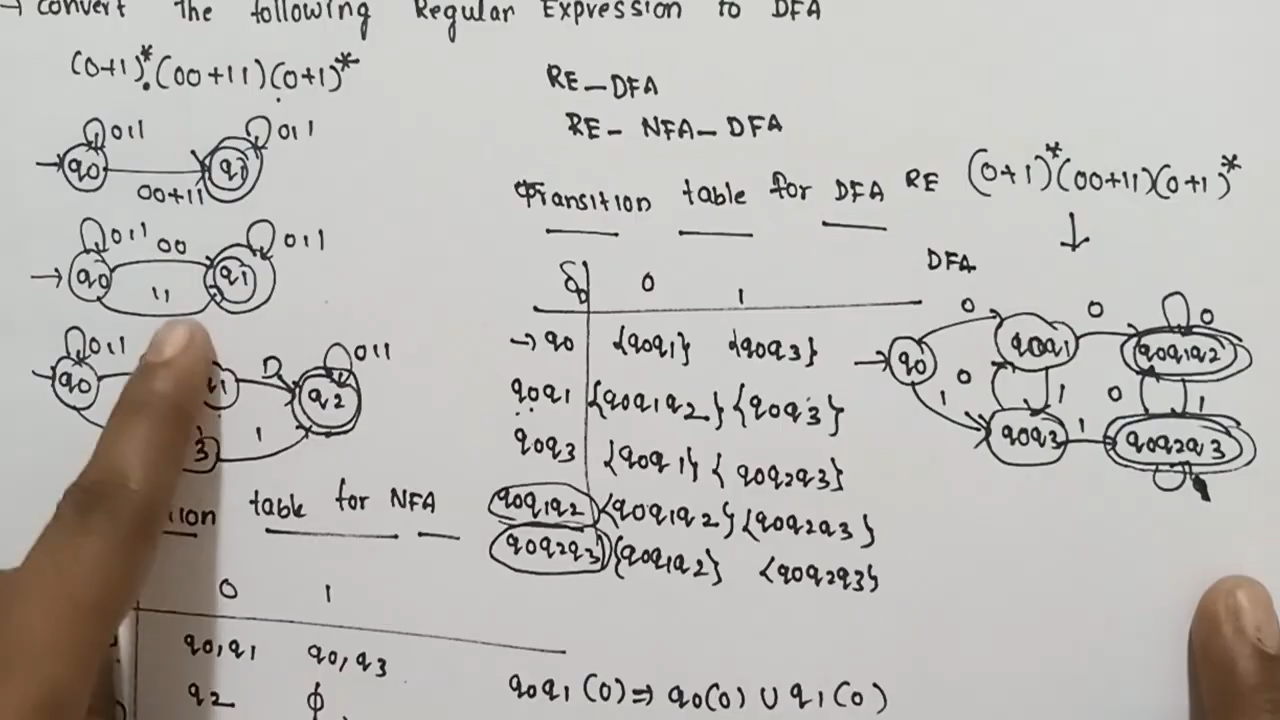 → convert The following Regular Expression to DFA
(0+1)*.(00+11)(0+1)*
.
RE-DFA
RE- NFA-DFA
→ q0 0,1 00+11 q1 0,1
→ q0 0,1 00 11 q1 0,1
q0 0,1 0 q2 0,1
3 1
Transition table for DFA
δD 0 1
→q0 {q0q1} {q0q3}
q0q1 {q0q1q2} {q0q3}
q0q3 {q0q1} {q0q2q3}
q0q1q2 {q0q1q2} {q0q2q3}
q0q2q3 {q0q1q2} {q0q2q3}
RE (0+1)*(00+11)(0+1)*
↓
DFA
0 0 0
→ q0 q0q1 q0q1q2
1 0 1 0 1
q0q3 1 q0q2q3
table for NFA
0 1
q0,q1 q0,q3
q2 ϕ
q0q1(0)⇒ q0(0) ∪ q1(0)